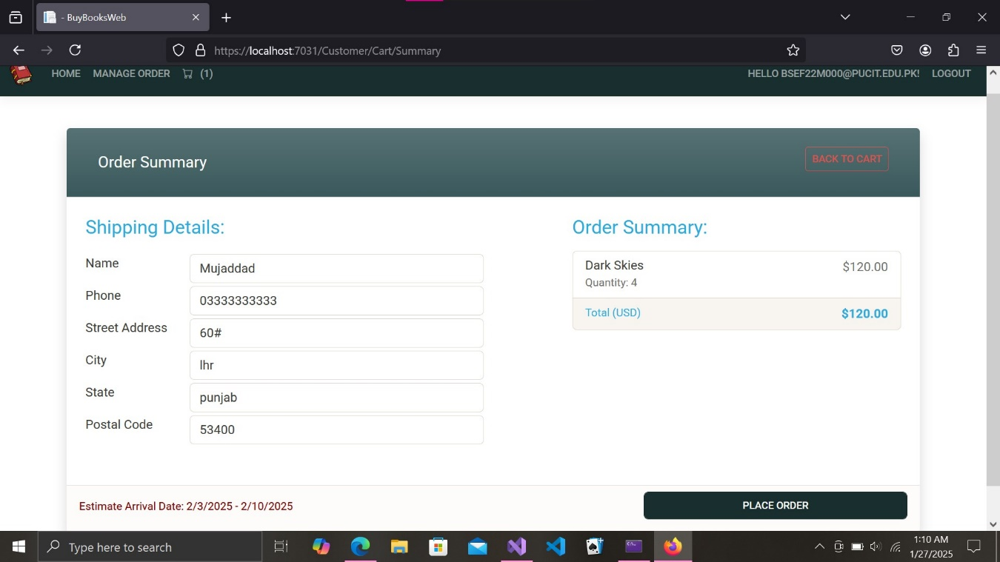 - BuyBooksWeb
https://localhost:7031/Customer/Cart/Summary
HOME MANAGE ORDER (1) HELLO BSEF22M000@PUCIT.EDU.PK! LOGOUT
Order Summary
BACK TO CART
Shipping Details:
Name Mujaddad
Phone 03333333333
Street Address 60#
City lhr
State punjab
Postal Code 53400
Order Summary:
Dark Skies $120.00
Quantity: 4
Total (USD) $120.00
Estimate Arrival Date: 2/3/2025 - 2/10/2025
PLACE ORDER
Type here to search
1:10 AM
1/27/2025